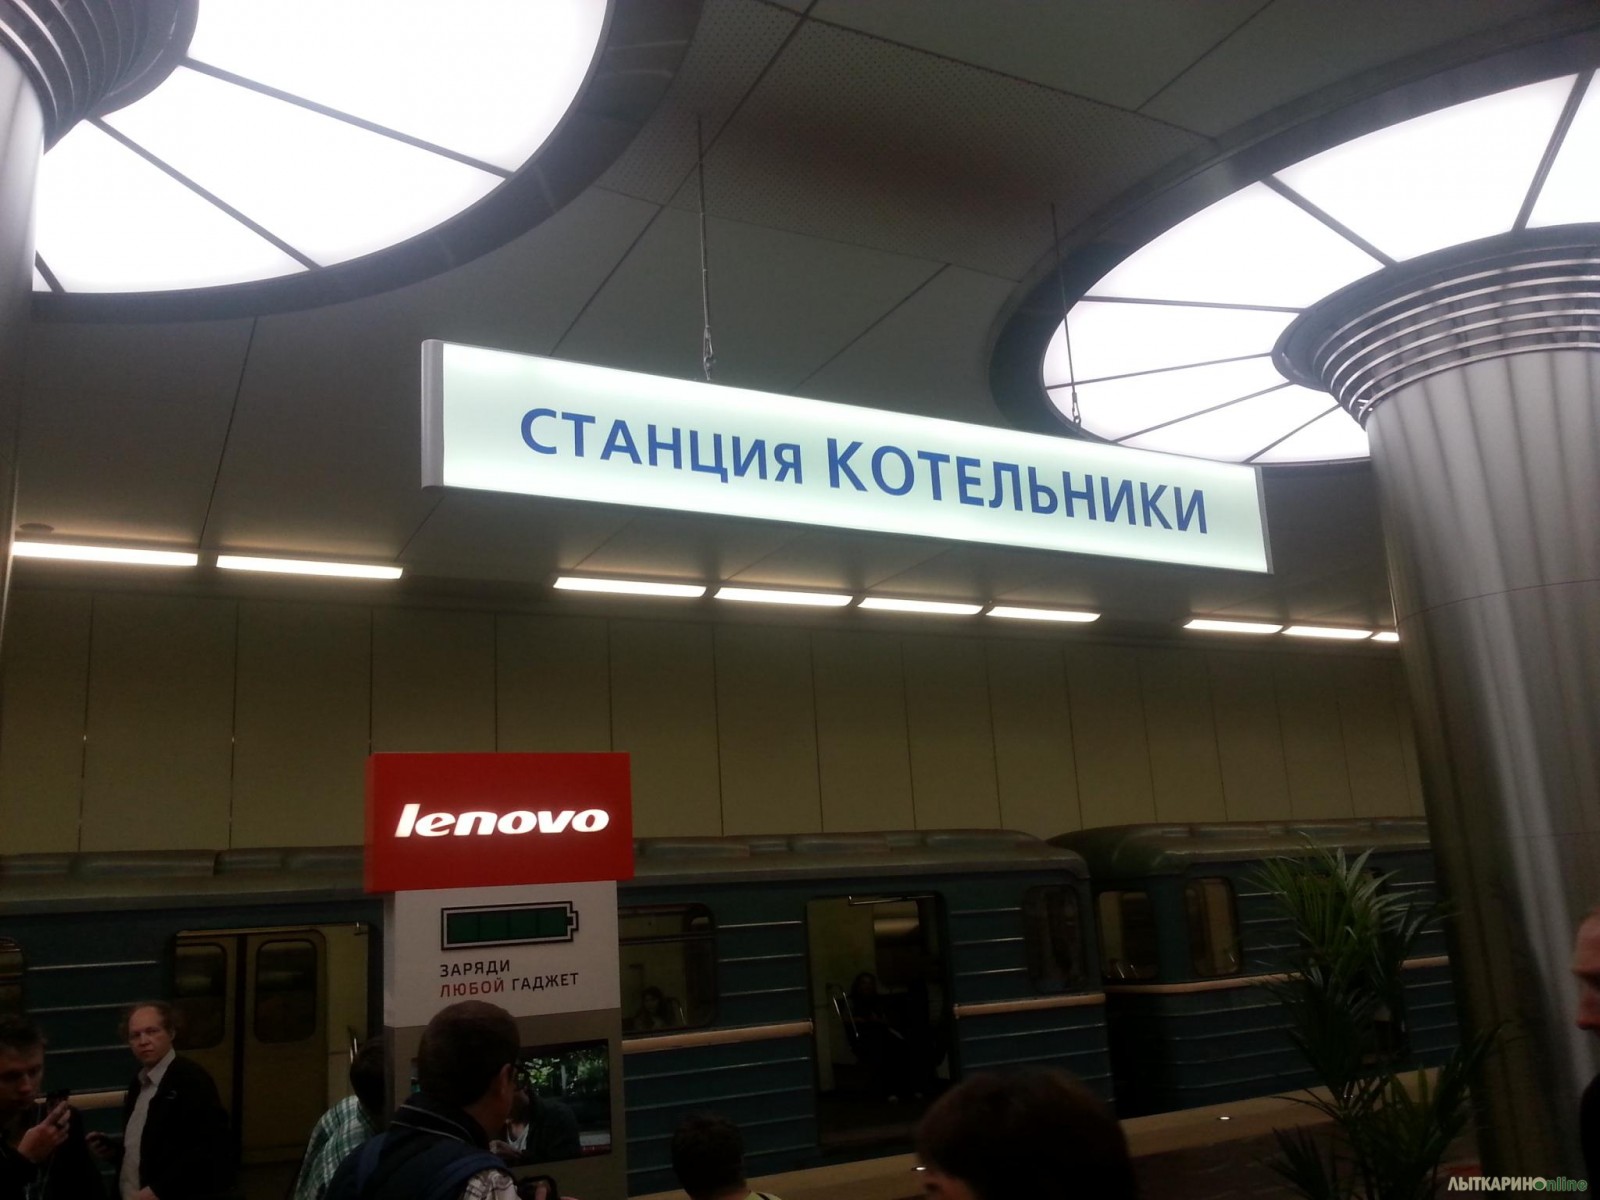 СТАНЦИЯ КОТЕЛЬНИКИ
lenovo
ЗАРЯДИ
ЛЮБОЙ ГАДЖЕТ
ЛЫТКАРИНОonline